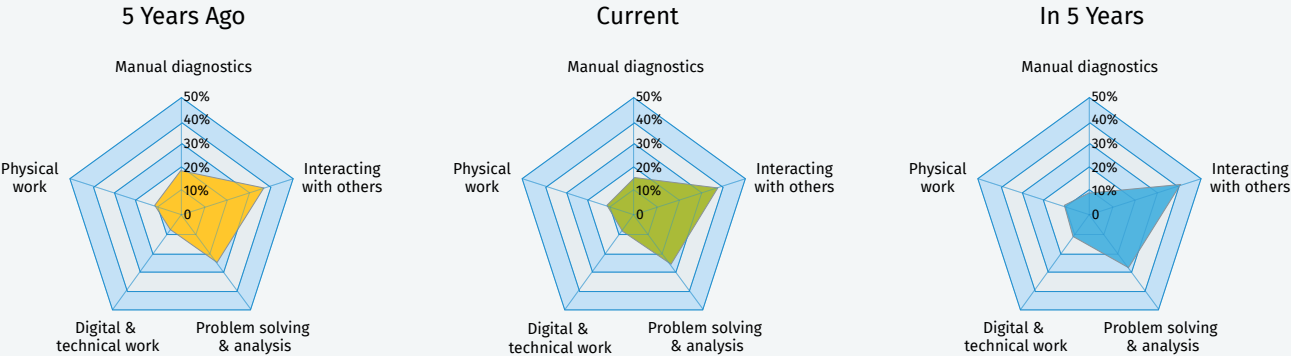 5 Years Ago
Manual diagnostics
50%
40%
30%
20%
10%
0
Physical
work
Interacting
with others
Digital &
technical work
Problem solving
& analysis
Current
Manual diagnostics
50%
40%
30%
20%
10%
0
Physical
work
Interacting
with others
Digital &
technical work
Problem solving
& analysis
In 5 Years
Manual diagnostics
50%
40%
30%
20%
10%
0
Physical
work
Interacting
with others
Digital &
technical work
Problem solving
& analysis